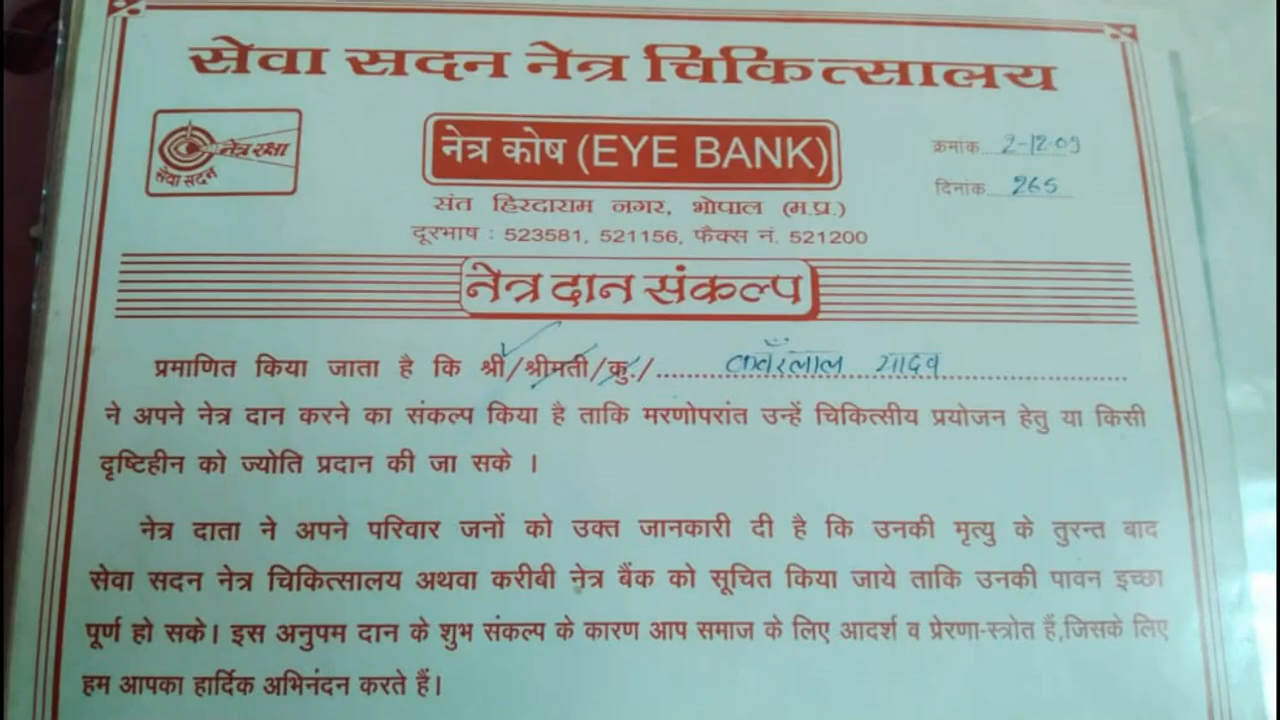 सेवा सदन नेत्र चिकित्सालय
नेत्र रक्षा
सेवा सदन
नेत्र कोष (EYE BANK)
क्रमांक 2-12-09
दिनांक 265
संत हिरदाराम नगर, भोपाल (म.प्र.)
दूरभाष : 523581, 521156, फैक्स नं. 521200
नेत्र दान संकल्प
प्रमाणित किया जाता है कि श्री/श्रीमती/कु./ कवँरलाल यादव
ने अपने नेत्र दान करने का संकल्प किया है ताकि मरणोपरांत उन्हें चिकित्सीय प्रयोजन हेतु या किसी
दृष्टिहीन को ज्योति प्रदान की जा सके ।
नेत्र दाता ने अपने परिवार जनों को उक्त जानकारी दी है कि उनकी मृत्यु के तुरन्त बाद
सेवा सदन नेत्र चिकित्सालय अथवा करीबी नेत्र बैंक को सूचित किया जाये ताकि उनकी पावन इच्छा
पूर्ण हो सके। इस अनुपम दान के शुभ संकल्प के कारण आप समाज के लिए आदर्श व प्रेरणा-स्त्रोत हैं,जिसके लिए
हम आपका हार्दिक अभिनंदन करते हैं।